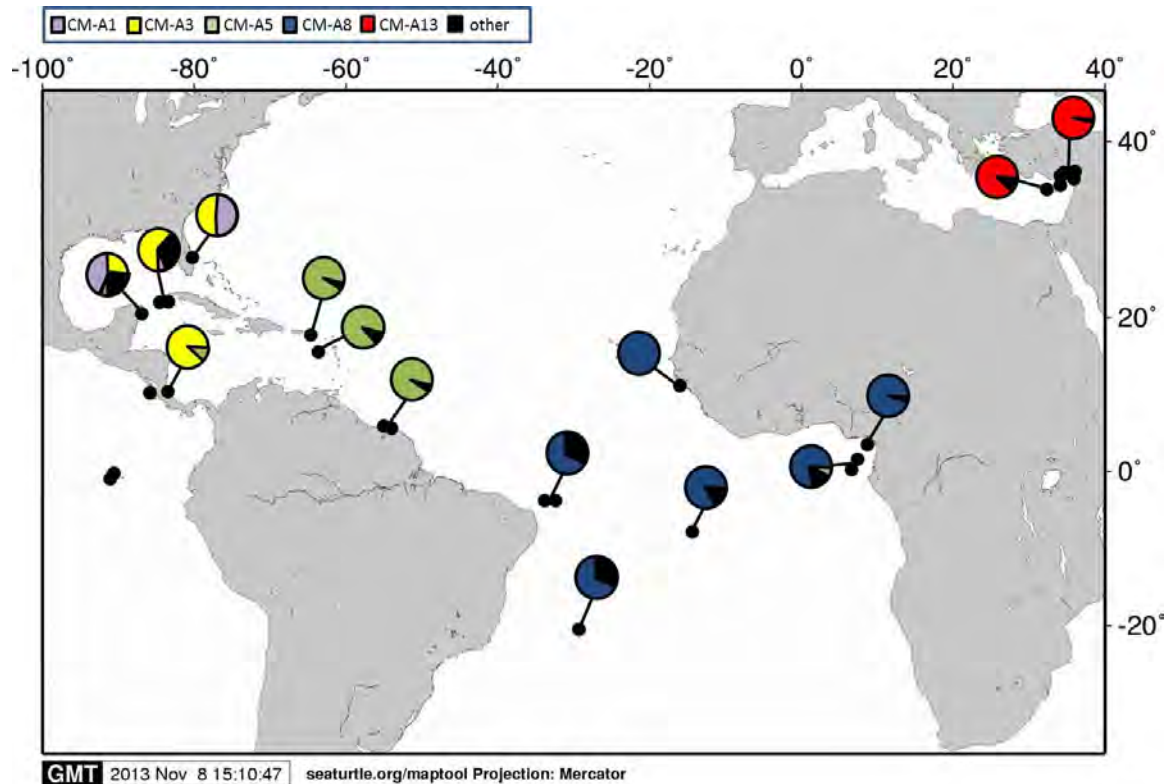 CM-A1 CM-A3 CM-A5 CM-A8 CM-A13 other
-100° -80° -60° -40° -20° 0° 20° 40°
40°
20°
0°
-20°
GMT 2013 Nov 8 15:10:47 seaturtle.org/maptool Projection: Mercator